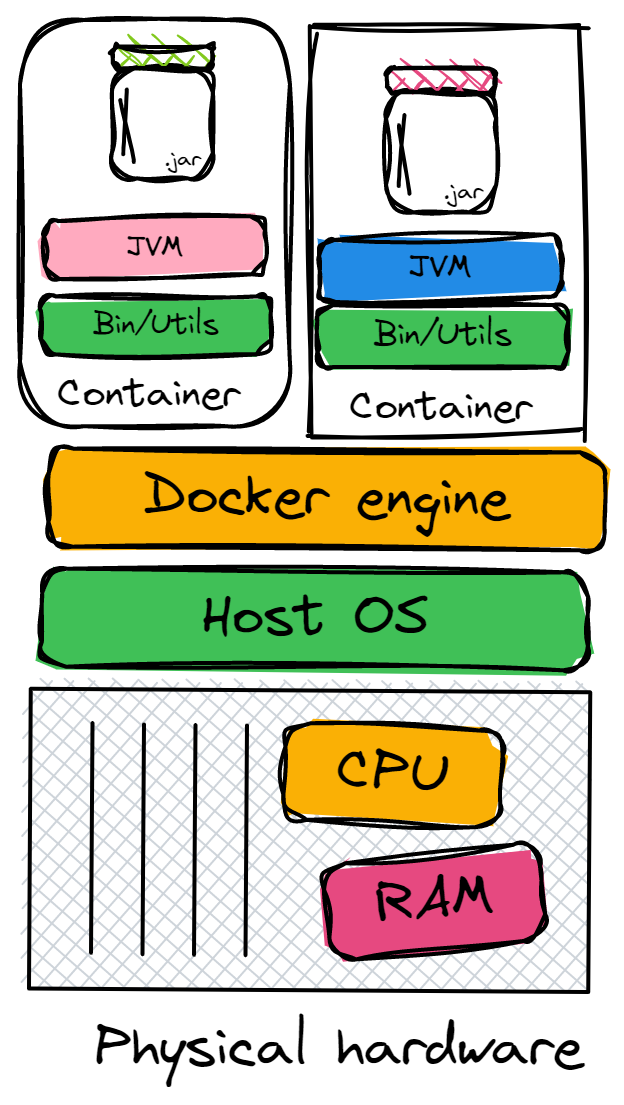 .jar
JVM
Bin/Utils
Container
.jar
JVM
Bin/Utils
Container
Docker engine
Host OS
CPU
RAM
Physical hardware